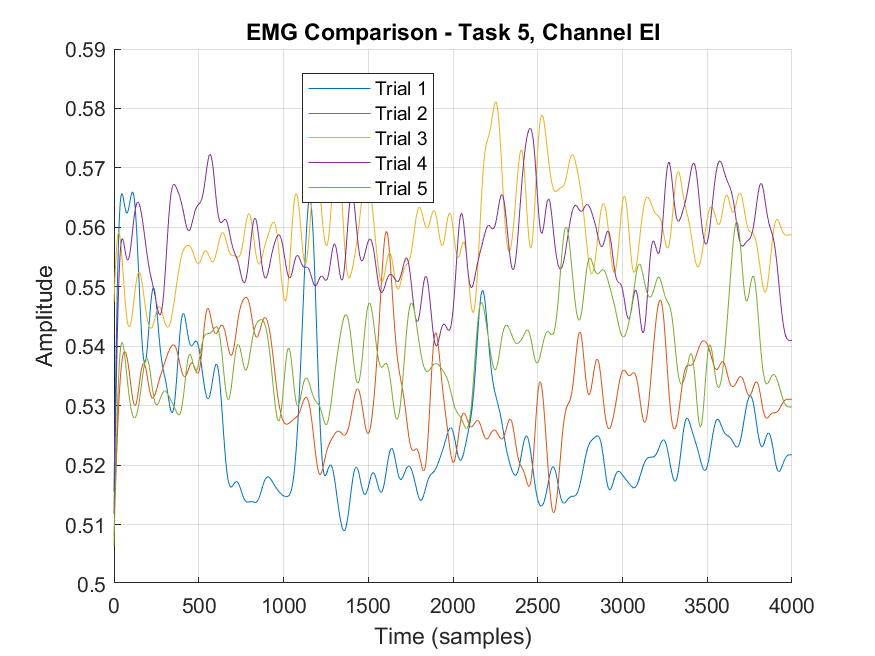 EMG Comparison - Task 5, Channel EI
0.59
0.58
0.57
0.56
0.55
0.54
0.53
0.52
0.51
0.5
Amplitude
Trial 1
Trial 2
Trial 3
Trial 4
Trial 5
0 500 1000 1500 2000 2500 3000 3500 4000
Time (samples)